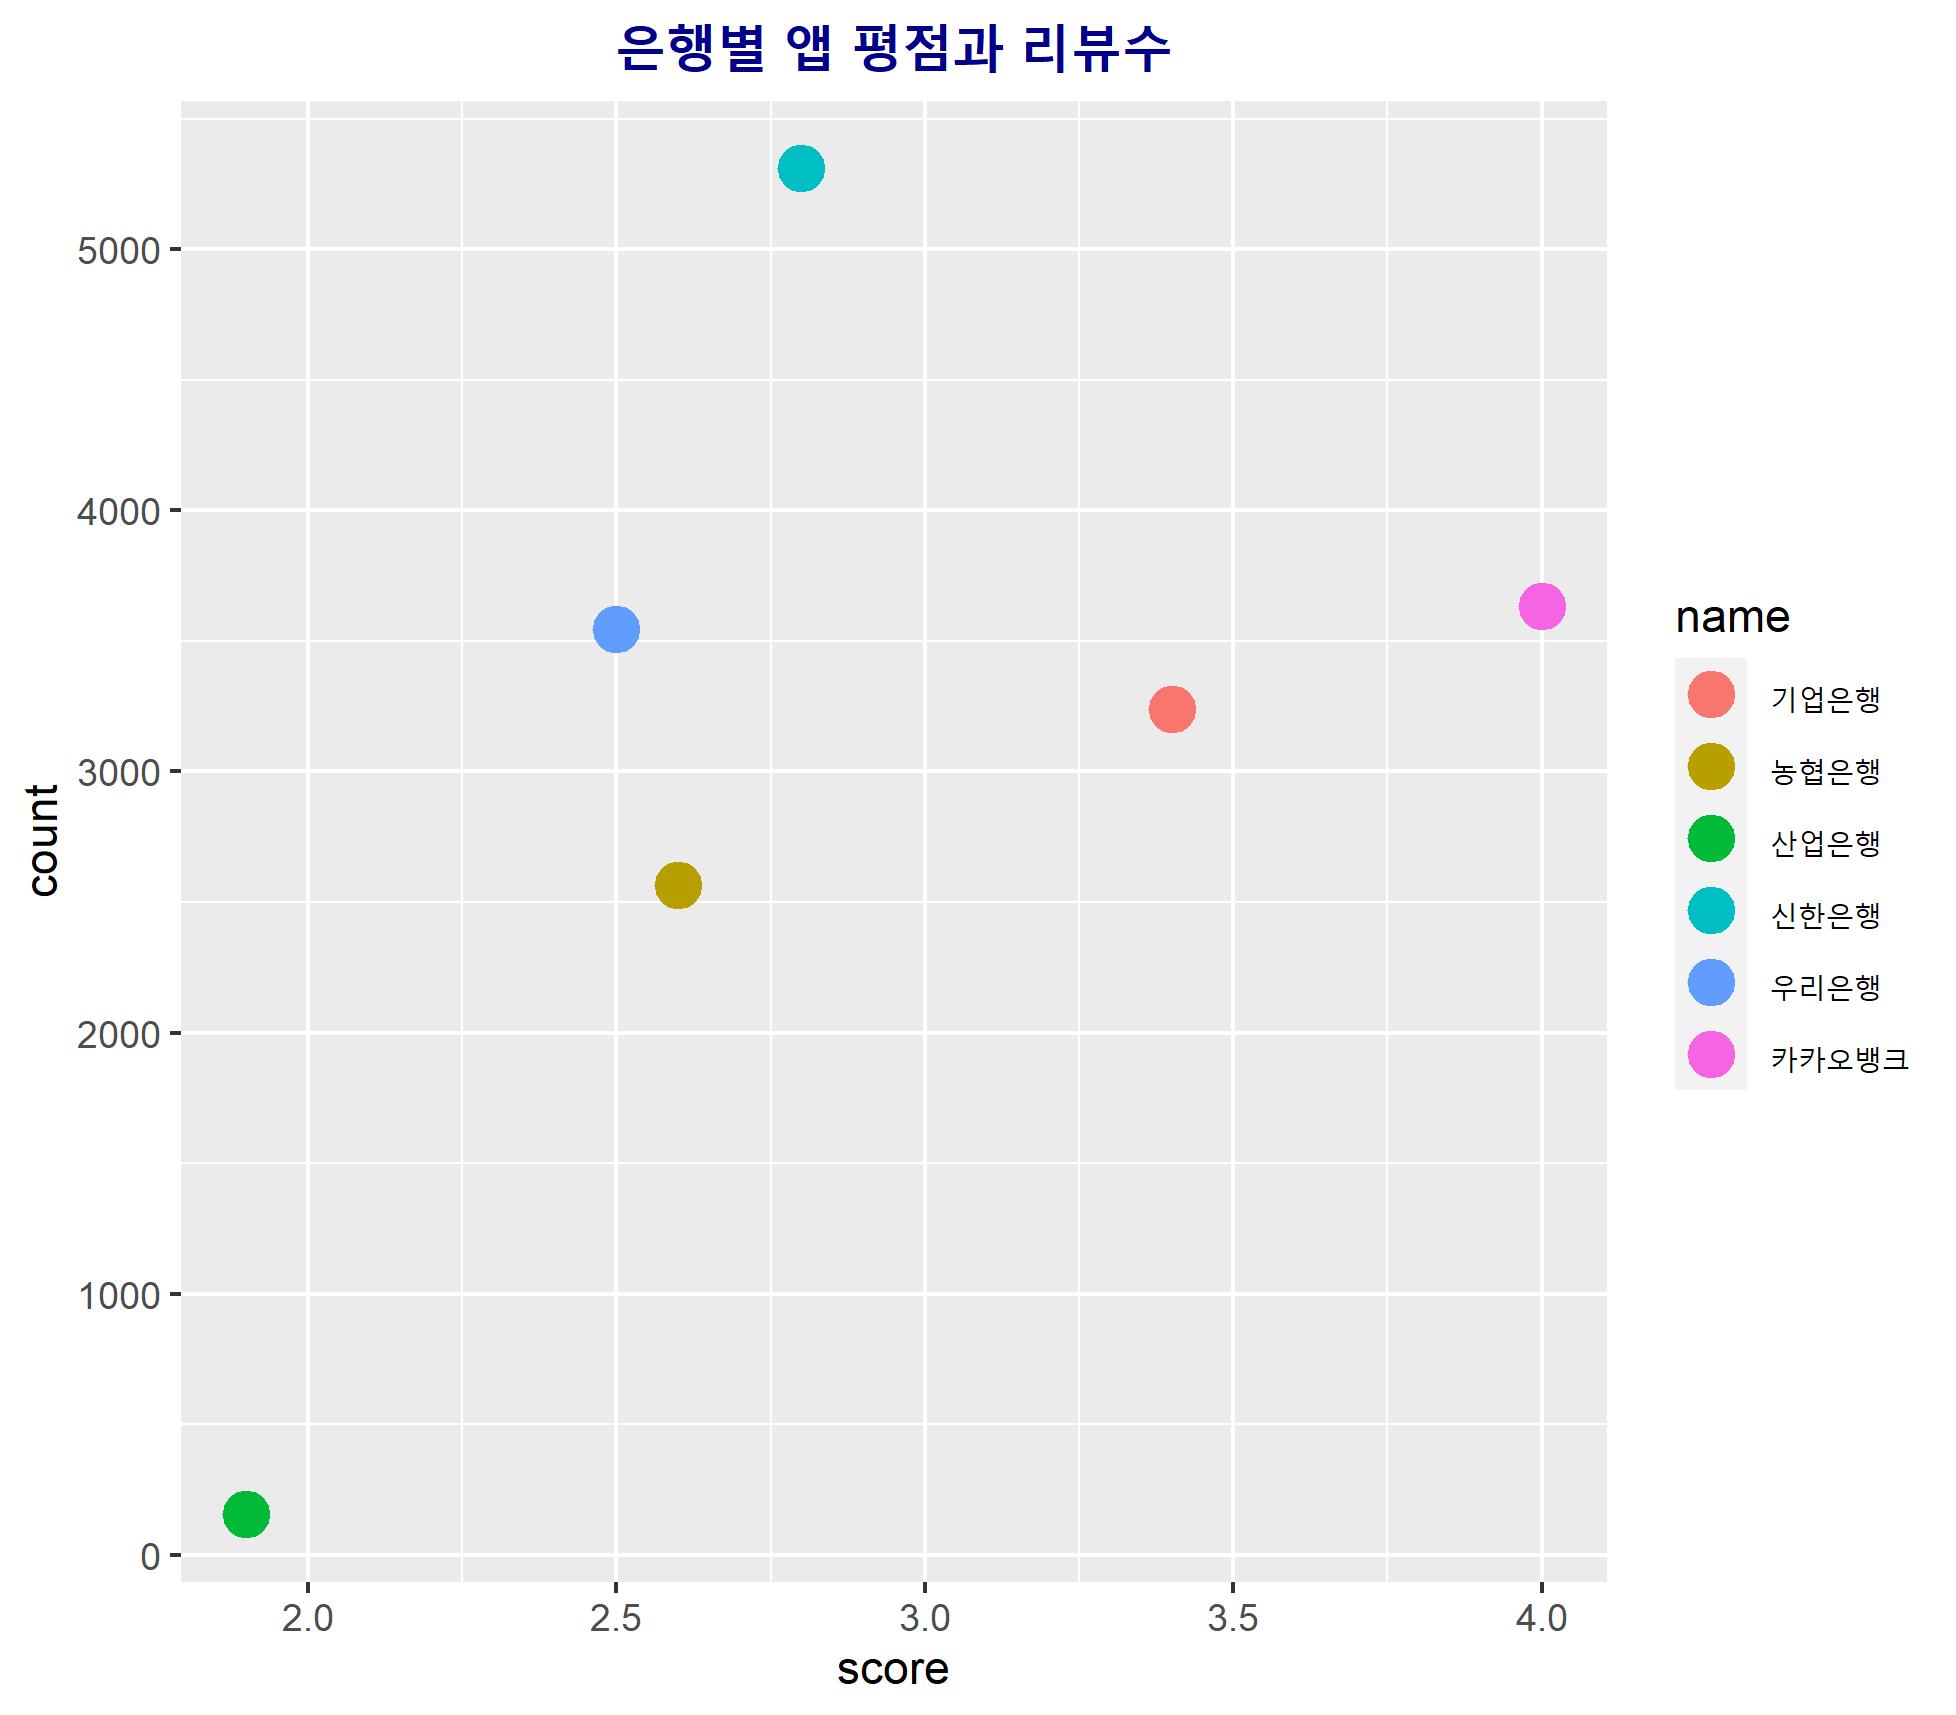 은행별 앱 평점과 리뷰수
count
5000
4000
3000
2000
1000
0
2.0 2.5 3.0 3.5 4.0
score
name
기업은행
농협은행
산업은행
신한은행
우리은행
카카오뱅크